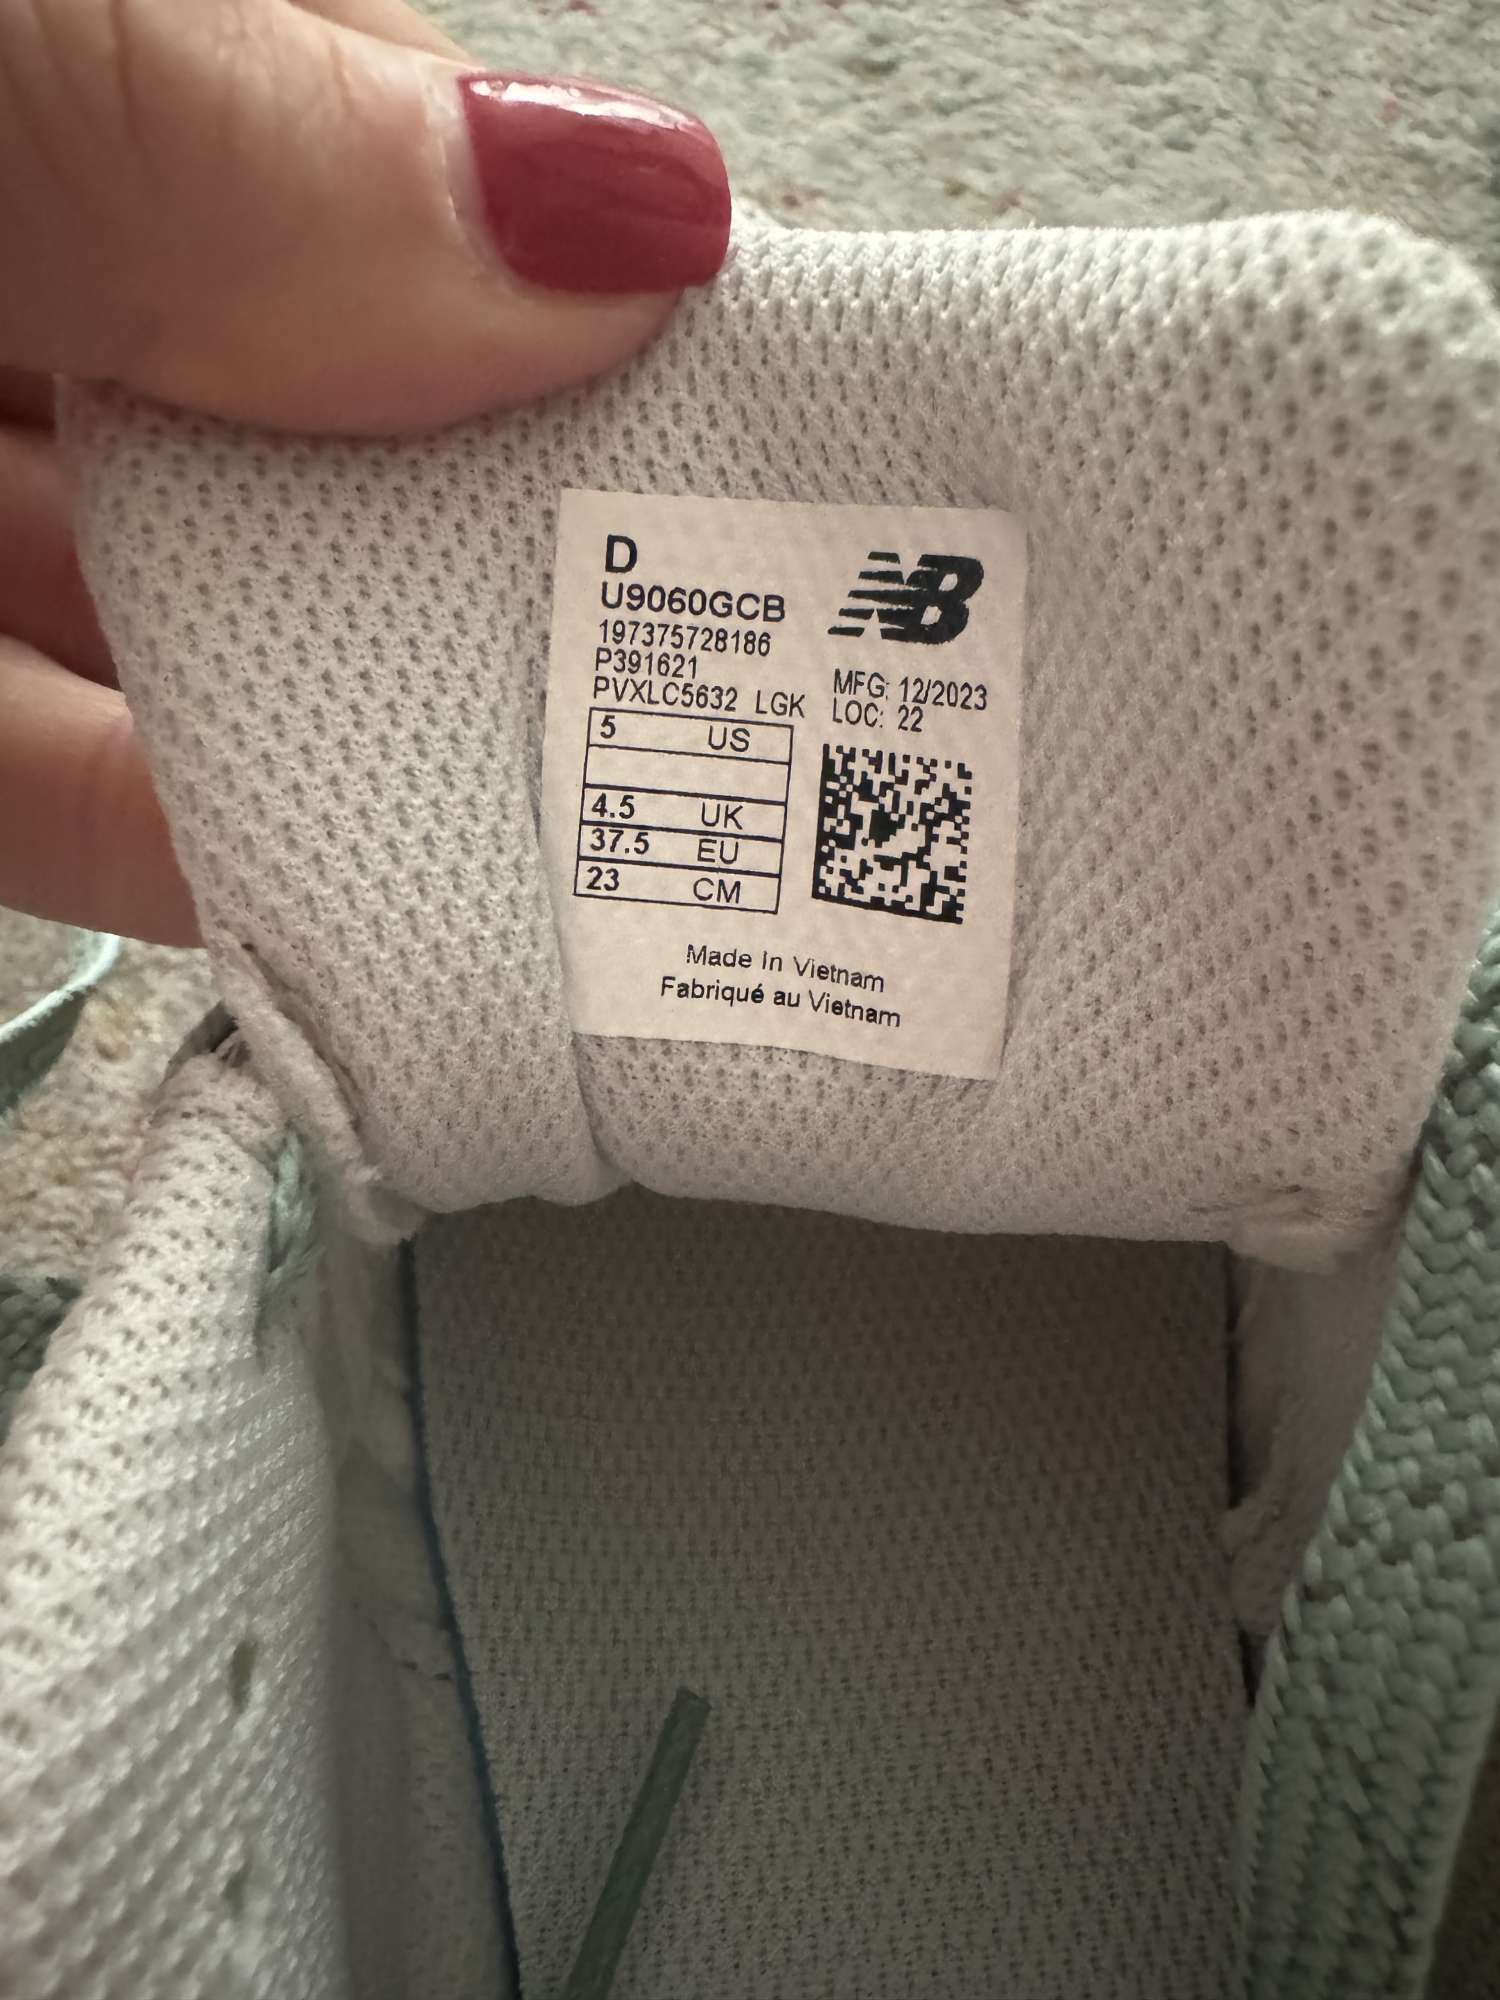 D
U9060GCB
197375728186
P391621
PVXLC5632 LGK
NB
MFG: 12/2023
LOC: 22
5 US
4.5 UK
37.5 EU
23 CM
Made In Vietnam
Fabriqué au Vietnam